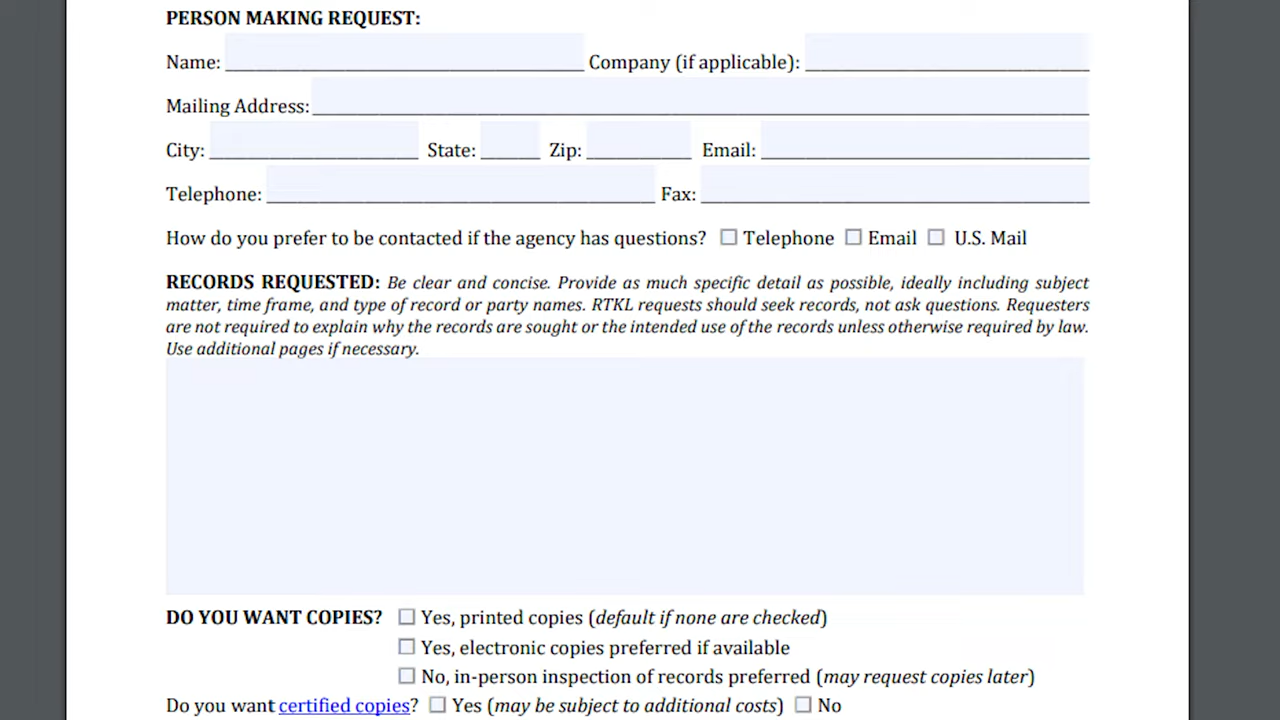 PERSON MAKING REQUEST:
Name: Company (if applicable):
Mailing Address:
City: State: Zip: Email:
Telephone: Fax:
How do you prefer to be contacted if the agency has questions? Telephone Email U.S. Mail
RECORDS REQUESTED: Be clear and concise. Provide as much specific detail as possible, ideally including subject
matter, time frame, and type of record or party names. RTKL requests should seek records, not ask questions. Requesters
are not required to explain why the records are sought or the intended use of the records unless otherwise required by law.
Use additional pages if necessary.
DO YOU WANT COPIES? Yes, printed copies (default if none are checked)
Yes, electronic copies preferred if available
No, in-person inspection of records preferred (may request copies later)
Do you want certified copies? Yes (may be subject to additional costs) No